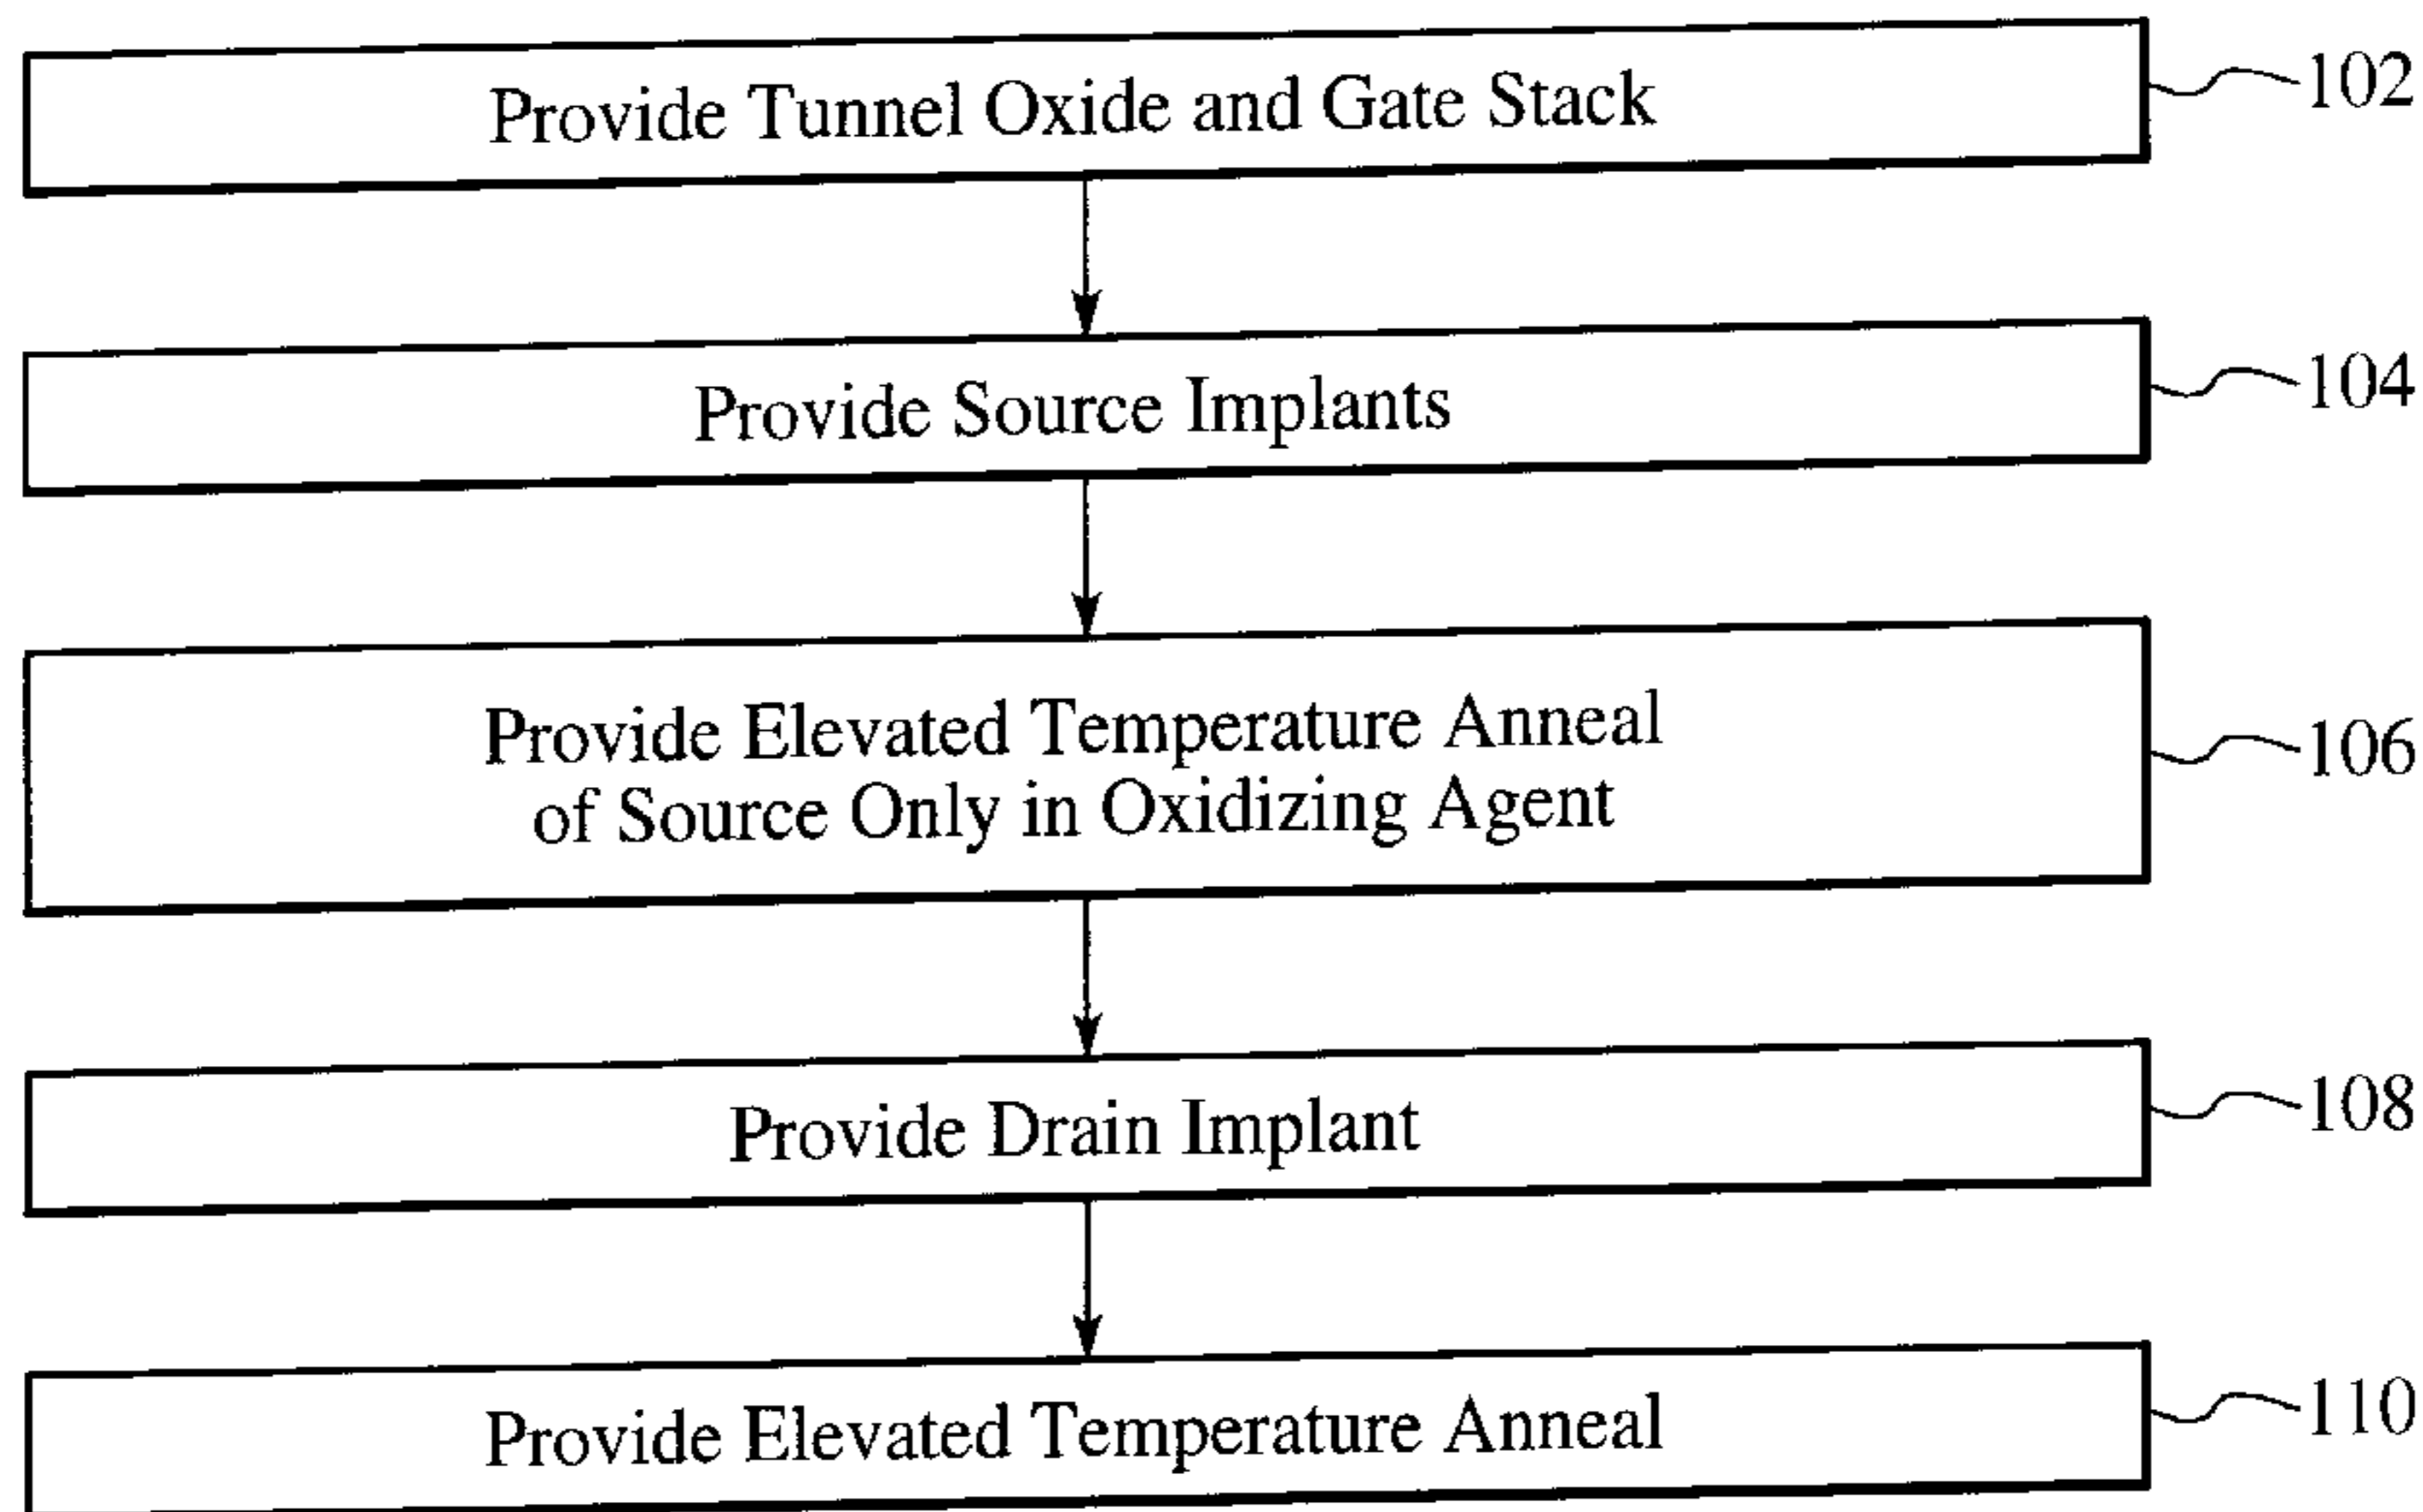 Provide Tunnel Oxide and Gate Stack
102
Provide Source Implants
104
Provide Elevated Temperature Anneal
of Source Only in Oxidizing Agent
106
Provide Drain Implant
108
Provide Elevated Temperature Anneal
110